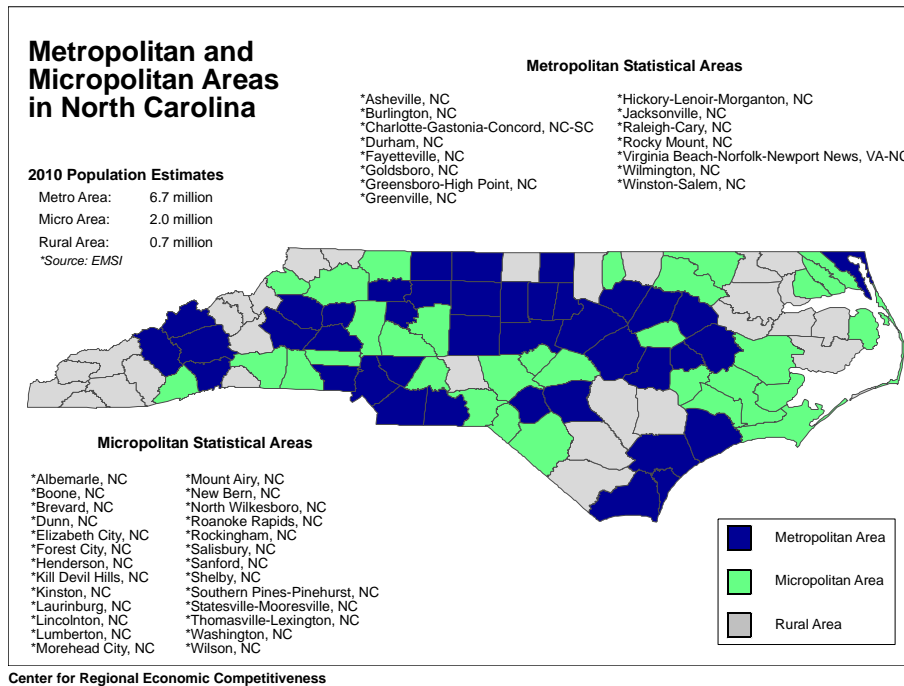 Metropolitan and
Micropolitan Areas
in North Carolina
Metropolitan Statistical Areas
*Asheville, NC
*Burlington, NC
*Charlotte-Gastonia-Concord, NC-SC
*Durham, NC
*Fayetteville, NC
*Goldsboro, NC
*Greensboro-High Point, NC
*Greenville, NC
*Hickory-Lenoir-Morganton, NC
*Jacksonville, NC
*Raleigh-Cary, NC
*Rocky Mount, NC
*Virginia Beach-Norfolk-Newport News, VA-NC
*Wilmington, NC
*Winston-Salem, NC
2010 Population Estimates
Metro Area: 6.7 million
Micro Area: 2.0 million
Rural Area: 0.7 million
*Source: EMSI
Micropolitan Statistical Areas
*Albemarle, NC
*Boone, NC
*Brevard, NC
*Dunn, NC
*Elizabeth City, NC
*Forest City, NC
*Henderson, NC
*Kill Devil Hills, NC
*Kinston, NC
*Laurinburg, NC
*Lincolnton, NC
*Lumberton, NC
*Morehead City, NC
*Mount Airy, NC
*New Bern, NC
*North Wilkesboro, NC
*Roanoke Rapids, NC
*Rockingham, NC
*Salisbury, NC
*Sanford, NC
*Shelby, NC
*Southern Pines-Pinehurst, NC
*Statesville-Mooresville, NC
*Thomasville-Lexington, NC
*Washington, NC
*Wilson, NC
Metropolitan Area
Micropolitan Area
Rural Area
Center for Regional Economic Competitiveness